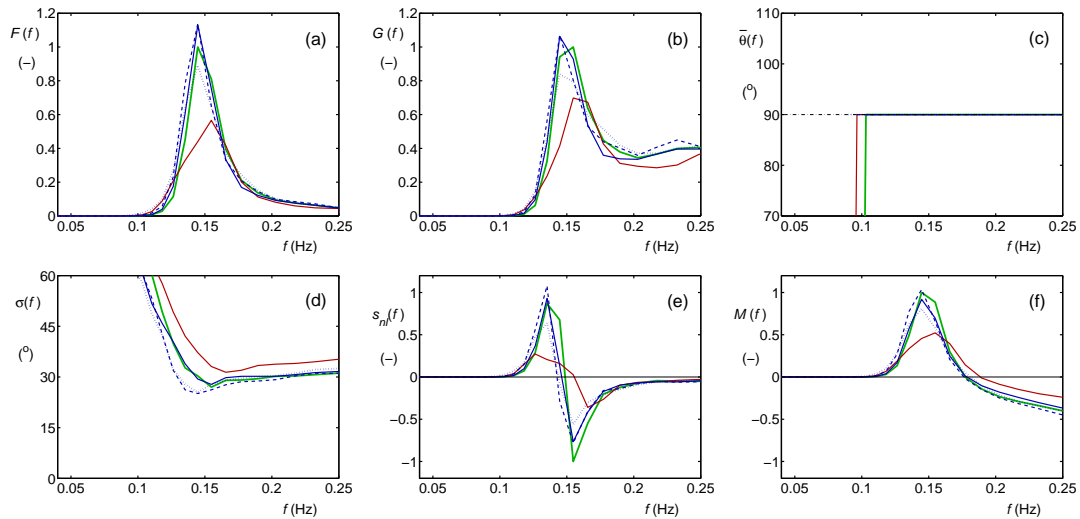 1.2
F (f)
1
(–)
0.8
0.6
0.4
0.2
0
(a)
0.05 0.1 0.15 0.2 0.25
f (Hz)
1.2
G (f)
1
(–)
0.8
0.6
0.4
0.2
0
(b)
0.05 0.1 0.15 0.2 0.25
f (Hz)
110
θ̄(f)
100
(°)
90
80
70
(c)
0.05 0.1 0.15 0.2 0.25
f (Hz)
60
σ(f)
45
(°)
30
15
0
(d)
0.05 0.1 0.15 0.2 0.25
f (Hz)
1
s_nl(f)
0.5
(–)
0
−0.5
−1
(e)
0.05 0.1 0.15 0.2 0.25
f (Hz)
1
M (f)
0.5
(–)
0
−0.5
−1
(f)
0.05 0.1 0.15 0.2 0.25
f (Hz)